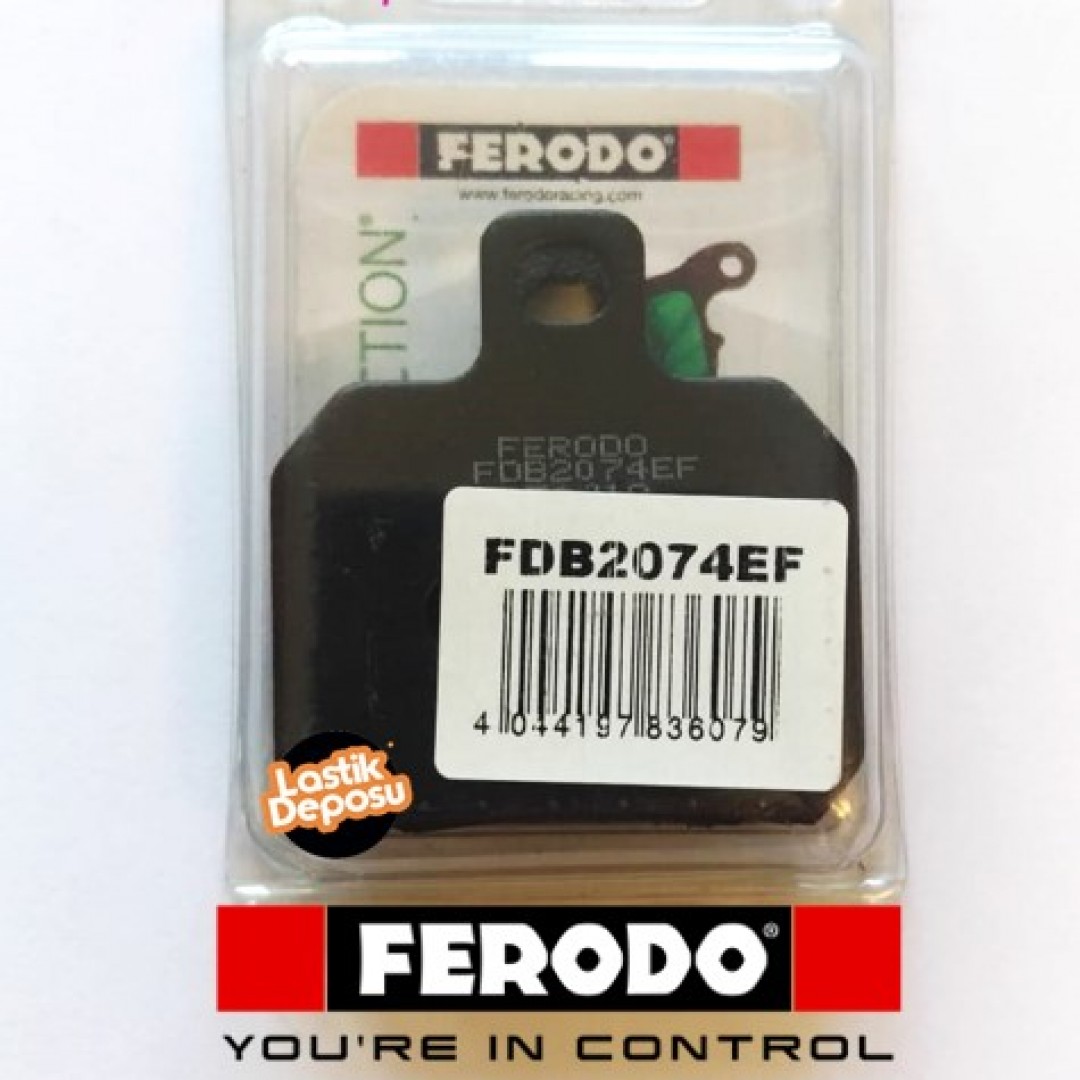 FERODO
www.ferodoracing.com
CTION®
FERODO
FDB2074EF
FDB2074EF
4 044197 836079
Lastik
Deposu
FERODO®
YOU'RE IN CONTROL